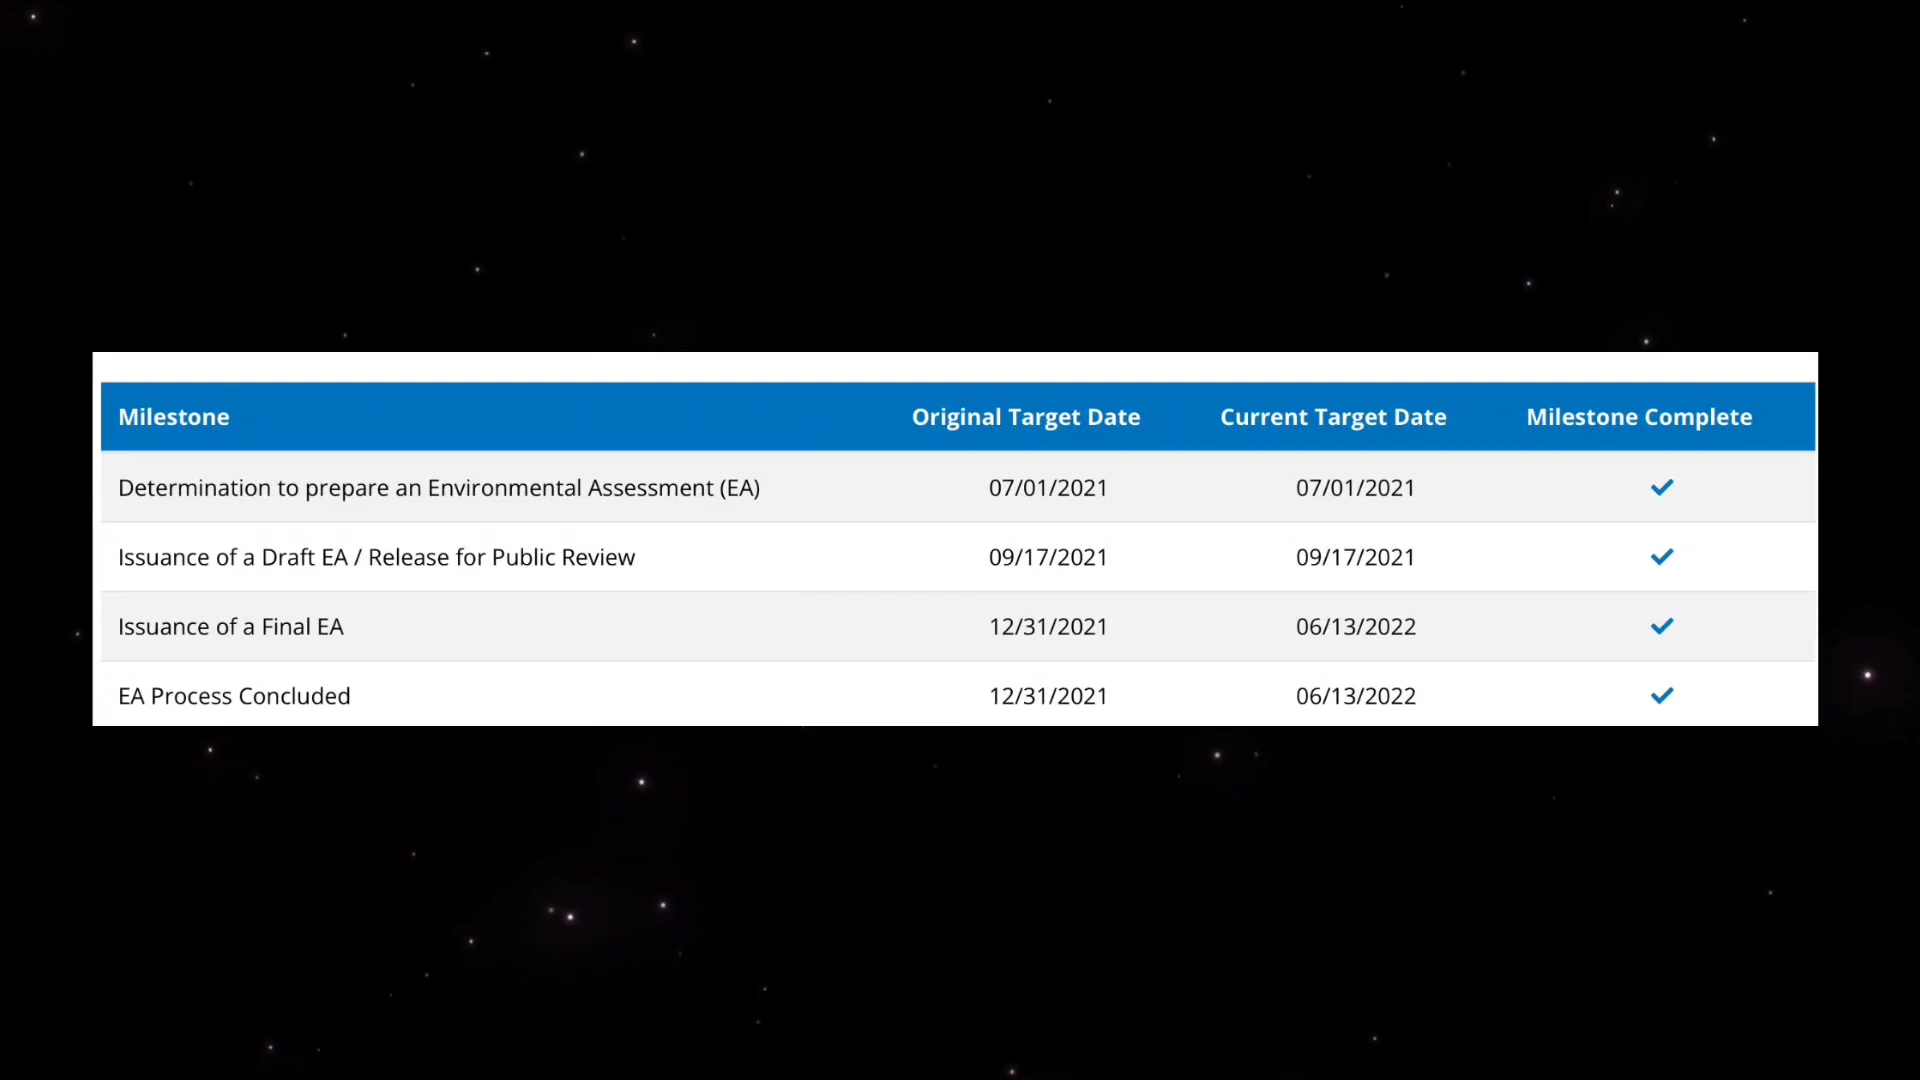 Milestone Original Target Date Current Target Date Milestone Complete
Determination to prepare an Environmental Assessment (EA) 07/01/2021 07/01/2021 ✓
Issuance of a Draft EA / Release for Public Review 09/17/2021 09/17/2021 ✓
Issuance of a Final EA 12/31/2021 06/13/2022 ✓
EA Process Concluded 12/31/2021 06/13/2022 ✓